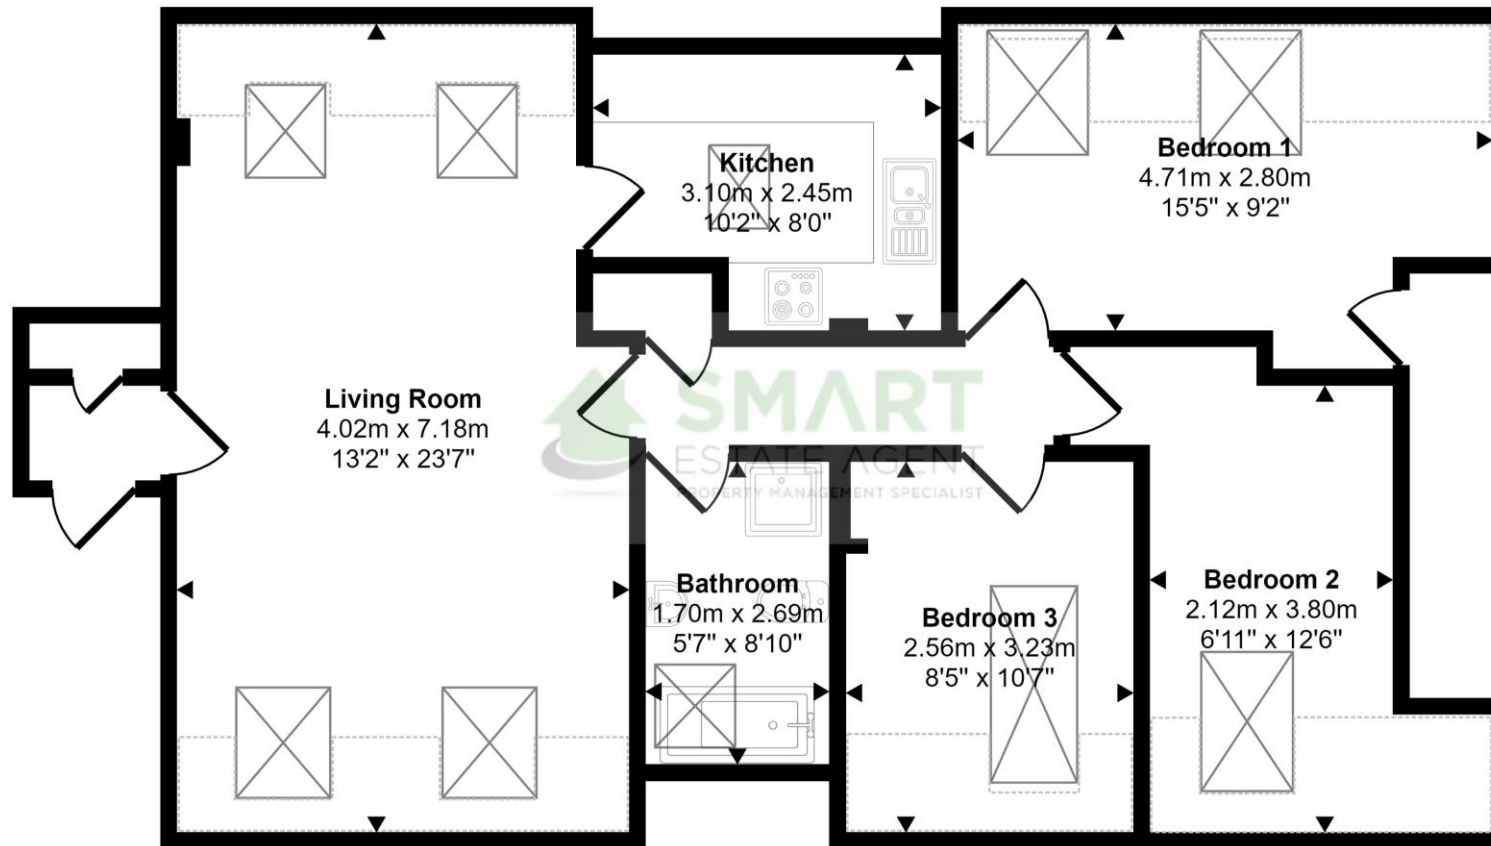 Kitchen
3.10m x 2.45m
10'2" x 8'0"
Bedroom 1
4.71m x 2.80m
15'5" x 9'2"
Living Room
4.02m x 7.18m
13'2" x 23'7"
SMART
ESTATE AGENT
PROPERTY MANAGEMENT SPECIALIST
Bathroom
1.70m x 2.69m
5'7" x 8'10"
Bedroom 3
2.56m x 3.23m
8'5" x 10'7"
Bedroom 2
2.12m x 3.80m
6'11" x 12'6"